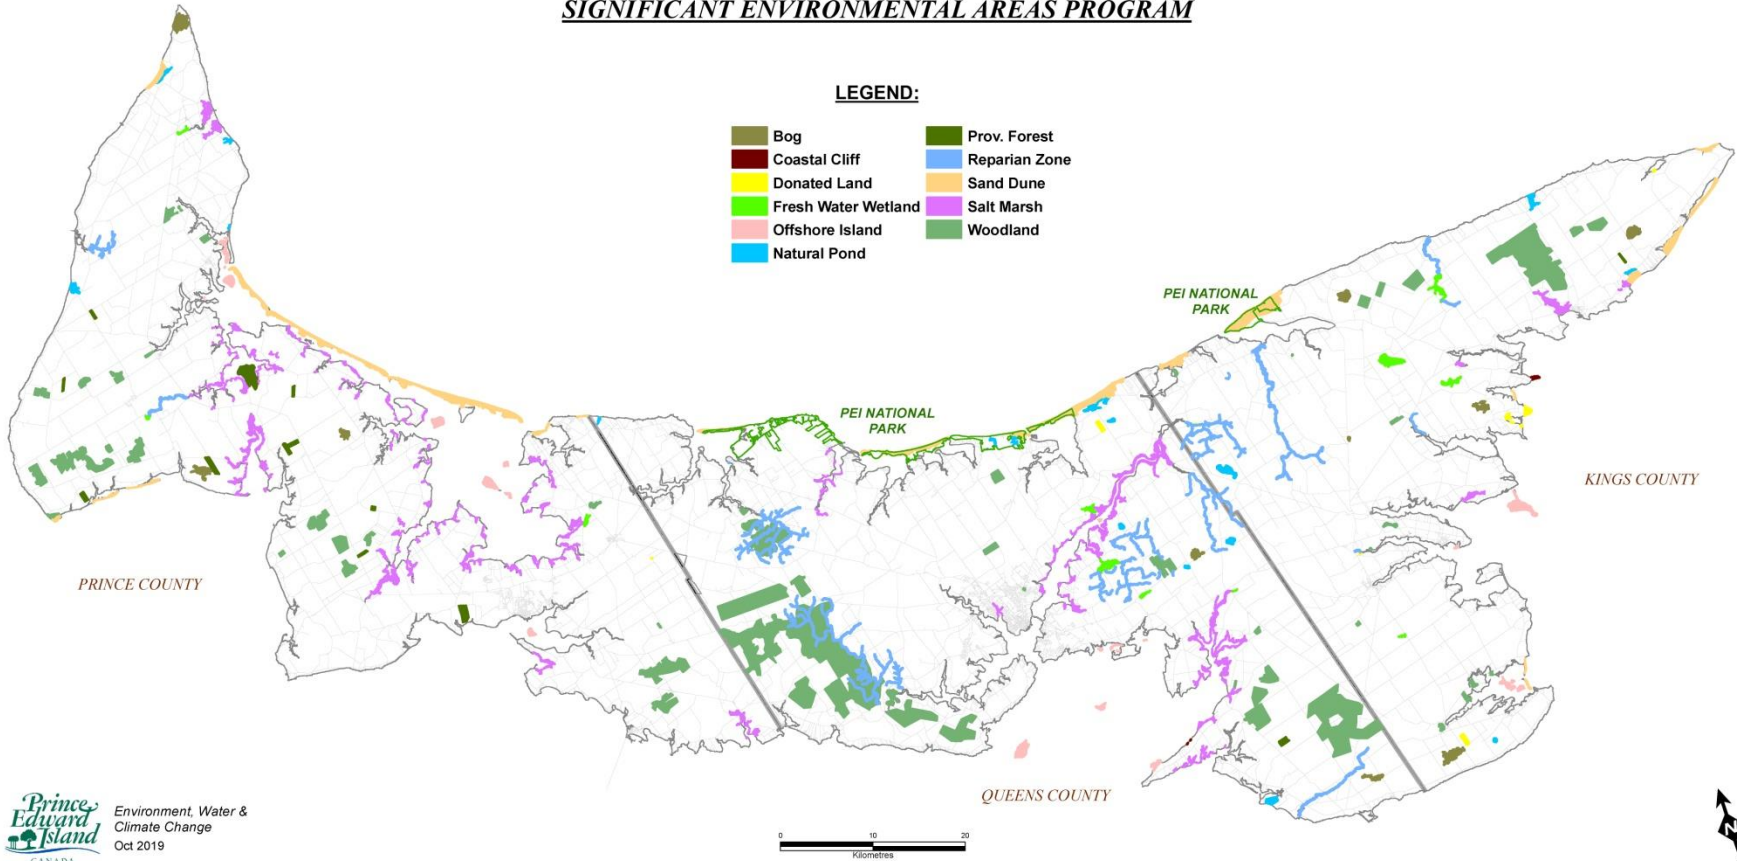 SIGNIFICANT ENVIRONMENTAL AREAS PROGRAM
LEGEND:
Bog
Coastal Cliff
Donated Land
Fresh Water Wetland
Offshore Island
Natural Pond
Prov. Forest
Reparian Zone
Sand Dune
Salt Marsh
Woodland
PEI NATIONAL
PARK
PEI NATIONAL
PARK
KINGS COUNTY
PRINCE COUNTY
QUEENS COUNTY
Prince
Edward
Island
CANADA
Environment, Water &
Climate Change
Oct 2019
0 10 20
Kilometres
N